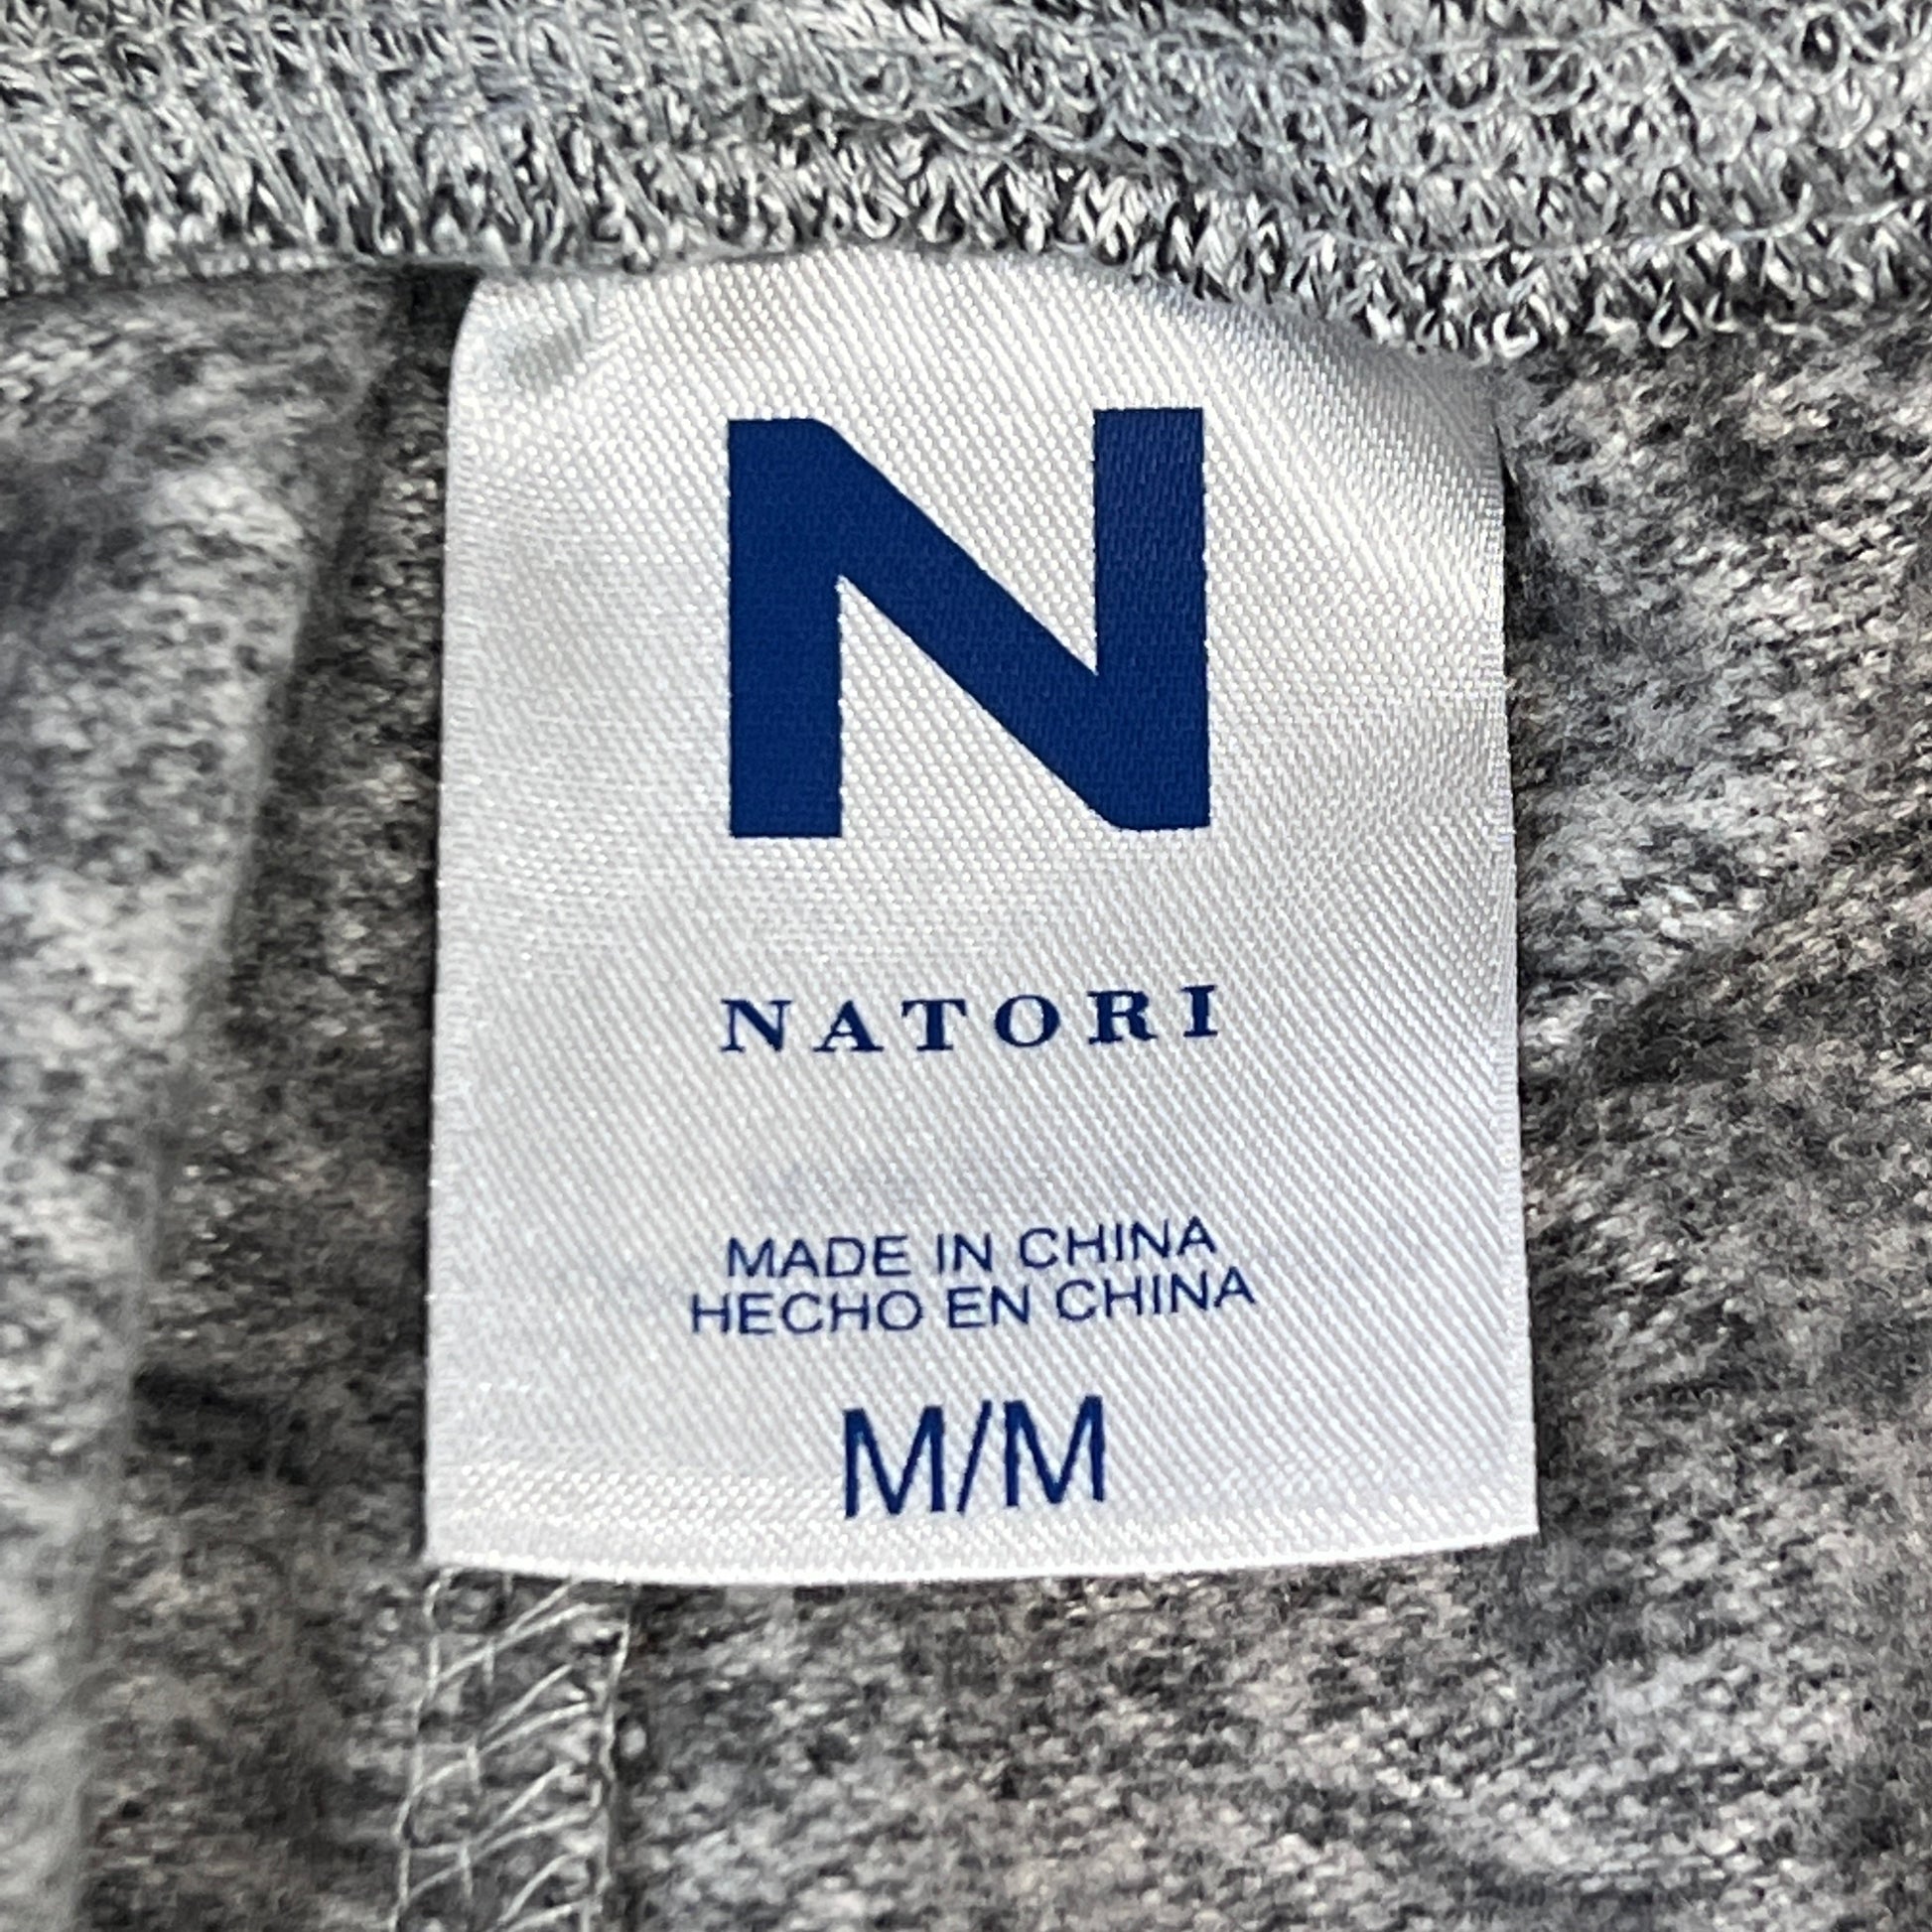 N
NATORI
MADE IN CHINA
HECHO EN CHINA
M/M